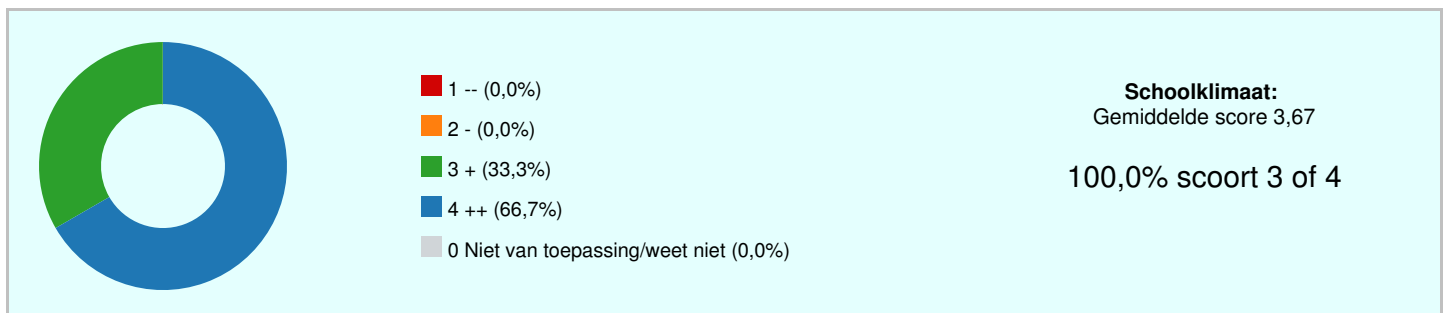 1 -- (0,0%)
2 - (0,0%)
3 + (33,3%)
4 ++ (66,7%)
0 Niet van toepassing/weet niet (0,0%)
Schoolklimaat:
Gemiddelde score 3,67
100,0% scoort 3 of 4